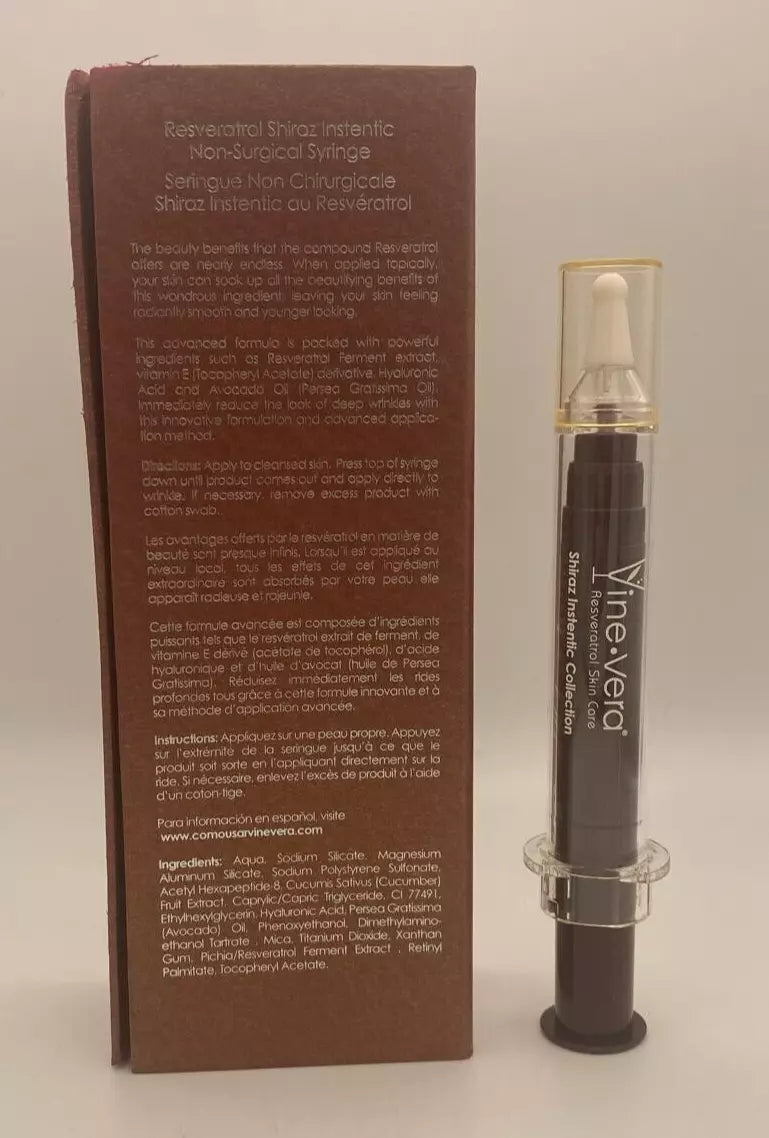 Resveratrol Shiraz Instentic
Non-Surgical Syringe
Seringue Non Chirurgicale
Shiraz Instentic au Resvératrol
The beauty benefits that the compound Resveratrol
offers are nearly endless. When applied topically,
your skin can soak up all the beautifying benefits of
this wondrous ingredient, leaving your skin feeling
radiantly smooth and younger looking.
This advanced formula is packed with powerful
ingredients such as Resveratrol Ferment extract,
vitamin E (Tocopheryl Acetate) derivative, Hyaluronic
Acid and Avocado Oil (Persea Gratissima Oil).
Immediately reduce the look of deep wrinkles with
this innovative formulation and advanced applica-
tion method.
Directions: Apply to cleansed skin. Press top of syringe
down until product comes out and apply directly to
wrinkle. If necessary, remove excess product with
cotton swab.
Les avantages offerts par le resvératrol en matière de
beauté sont presque infinis. Lorsqu'il est appliqué au
niveau local, tous les effets de cet ingrédient
extraordinaire sont absorbés par votre peau, elle
apparaît radieuse et rajeunie.
Cette formule avancée est composée d'ingrédients
puissants tels que le resvératrol extrait de ferment, de
vitamine E dérivé (acétate de tocophérol), d'acide
hyaluronique et d'huile d'avocat (huile de Persea
Gratissima). Réduisez immédiatement les rides
profondes tous grâce à cette formule innovante et à
sa méthode d'application avancée.
Instructions: Appliquez sur une peau propre. Appuyez
sur l'extrémité de la seringue jusqu'à ce que le
produit soit sorte en l'appliquant directement sur la
ride. Si nécessaire, enlevez l'excès de produit à l'aide
d'un coton-tige.
Para información en español, visite
www.comousarvinevera.com
Ingredients: Aqua, Sodium Silicate, Magnesium
Aluminum Silicate, Sodium Polystyrene Sulfonate,
Acetyl Hexapeptide 8, Cucumis Sativus (Cucumber)
Fruit Extract, Caprylic/Capric Triglyceride, CI 77491,
Ethylhexylglycerin, Hyaluronic Acid, Persea Gratissima
(Avocado) Oil, Phenoxyethanol, Dimethylamino-
ethanol Tartrate , Mica, Titanium Dioxide, Xanthan
Gum, Pichia/Resveratrol Ferment Extract , Retinyl
Palmitate, Tocopheryl Acetate.
Vine•vera®
Resveratrol Skin Care
Shiraz Instentic Collection